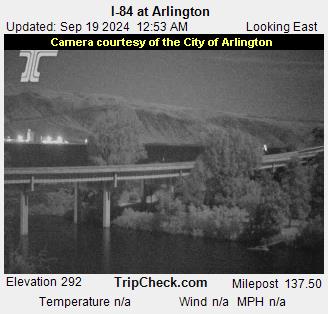 I-84 at Arlington
Updated: Sep 19 2024 12:53 AM Looking East
Camera courtesy of the City of Arlington
Elevation 292 TripCheck.com Milepost 137.50
Temperature n/a Wind n/a MPH n/a